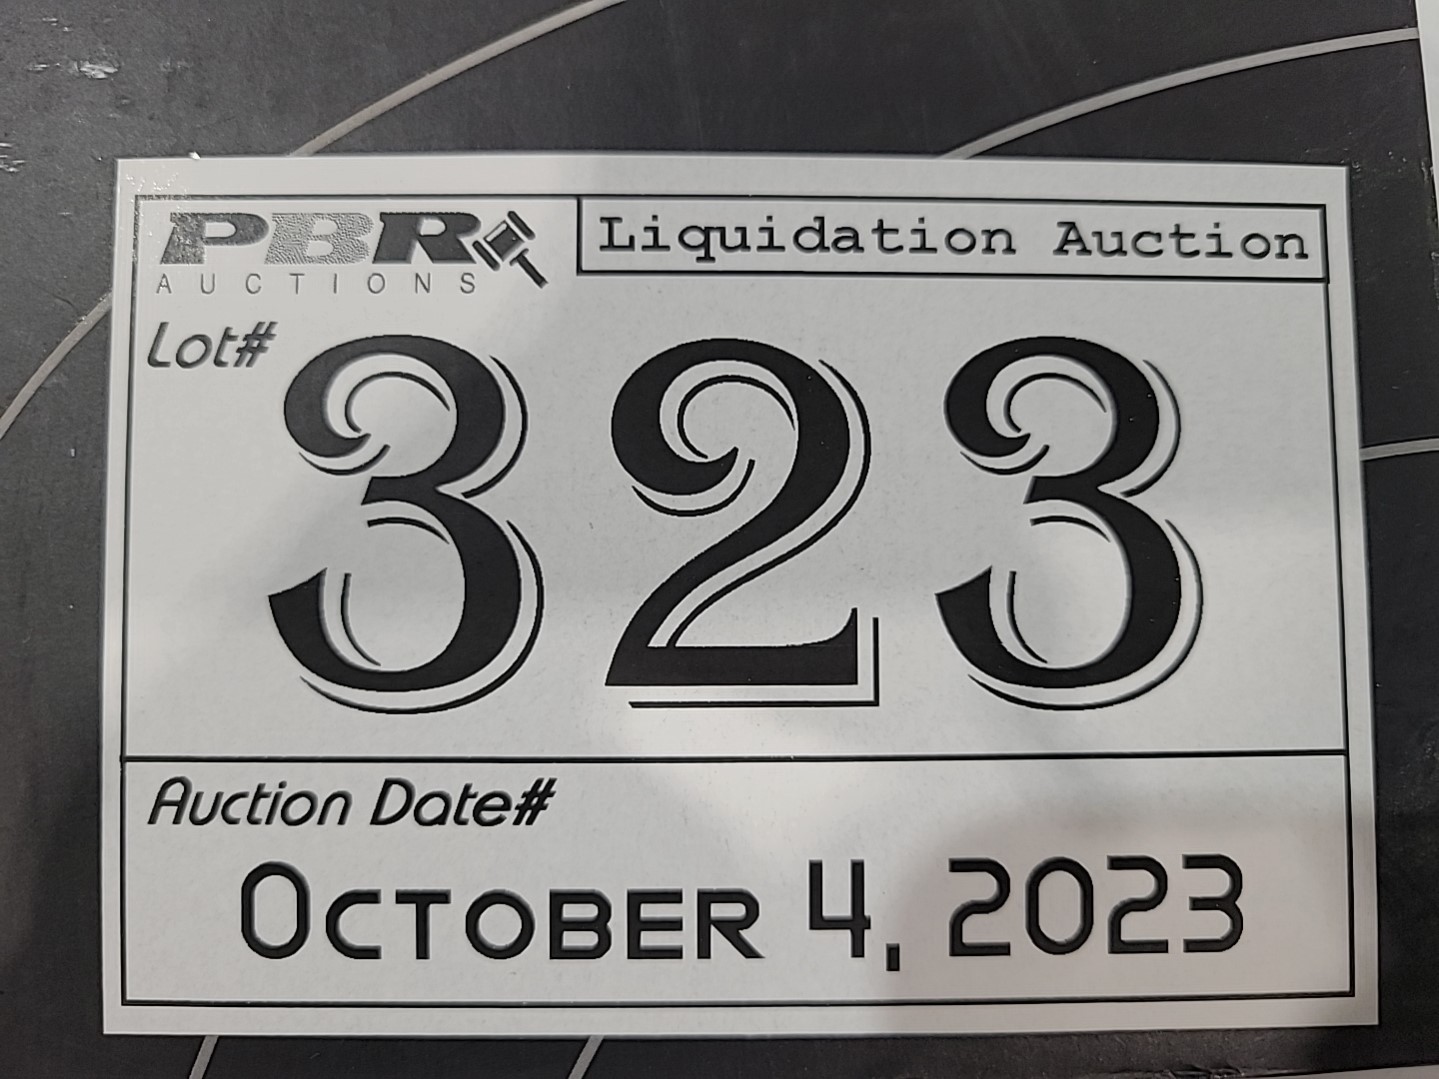 PBR
AUCTIONS
Liquidation Auction
Lot#
323
Auction Date#
OCTOBER 4, 2023